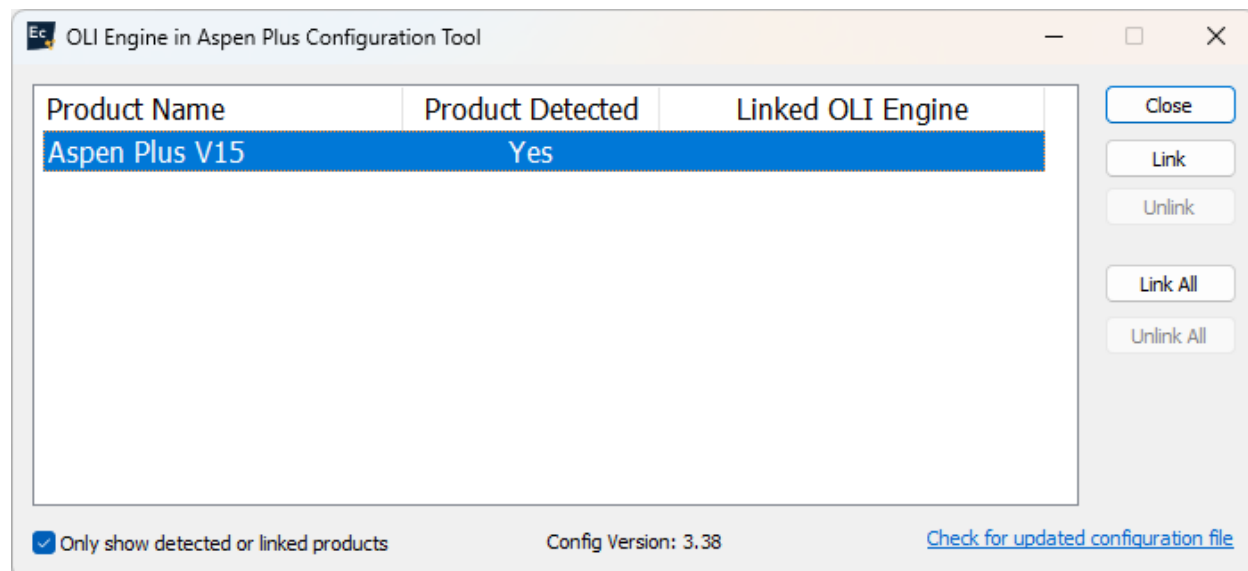 Ec OLI Engine in Aspen Plus Configuration Tool
Product Name Product Detected Linked OLI Engine
Aspen Plus V15 Yes
Close
Link
Unlink
Link All
Unlink All
Only show detected or linked products Config Version: 3.38 Check for updated configuration file